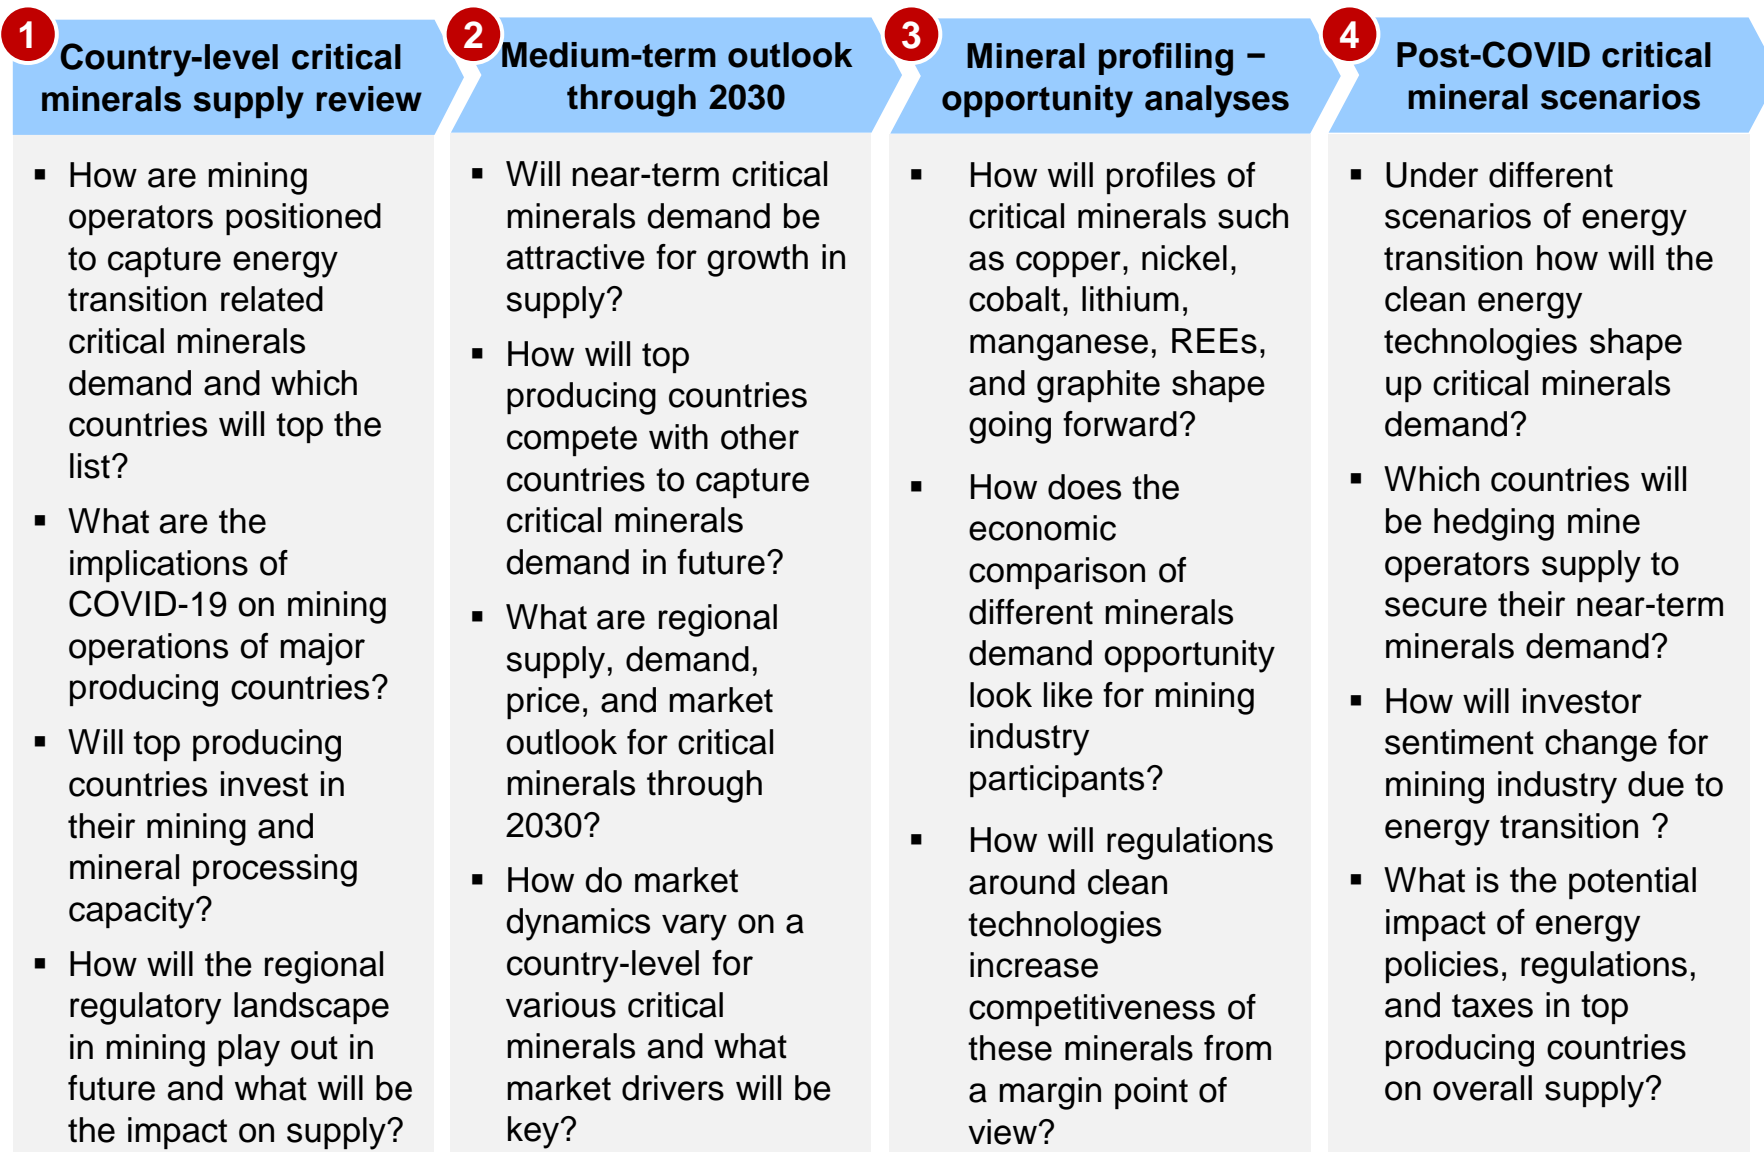 1
Country-level critical
minerals supply review
▪ How are mining
operators positioned
to capture energy
transition related
critical minerals
demand and which
countries will top the
list?
▪ What are the
implications of
COVID-19 on mining
operations of major
producing countries?
▪ Will top producing
countries invest in
their mining and
mineral processing
capacity?
▪ How will the regional
regulatory landscape
in mining play out in
future and what will be
the impact on supply?
2
Medium-term outlook
through 2030
▪ Will near-term critical
minerals demand be
attractive for growth in
supply?
▪ How will top
producing countries
compete with other
countries to capture
critical minerals
demand in future?
▪ What are regional
supply, demand,
price, and market
outlook for critical
minerals through
2030?
▪ How do market
dynamics vary on a
country-level for
various critical
minerals and what
market drivers will be
key?
3
Mineral profiling −
opportunity analyses
▪ How will profiles of
critical minerals such
as copper, nickel,
cobalt, lithium,
manganese, REEs,
and graphite shape
going forward?
▪ How does the
economic
comparison of
different minerals
demand opportunity
look like for mining
industry
participants?
▪ How will regulations
around clean
technologies
increase
competitiveness of
these minerals from
a margin point of
view?
4
Post-COVID critical
mineral scenarios
▪ Under different
scenarios of energy
transition how will the
clean energy
technologies shape
up critical minerals
demand?
▪ Which countries will
be hedging mine
operators supply to
secure their near-term
minerals demand?
▪ How will investor
sentiment change for
mining industry due to
energy transition ?
▪ What is the potential
impact of energy
policies, regulations,
and taxes in top
producing countries
on overall supply?